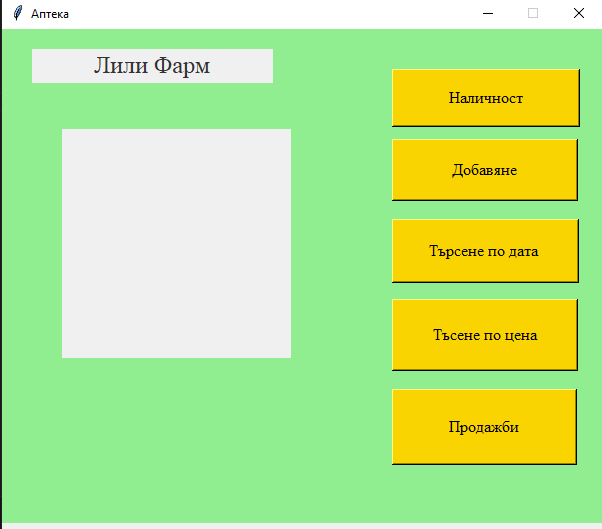 Аптека
Лили Фарм
Наличност
Добавяне
Търсене по дата
Тъсене по цена
Продажби